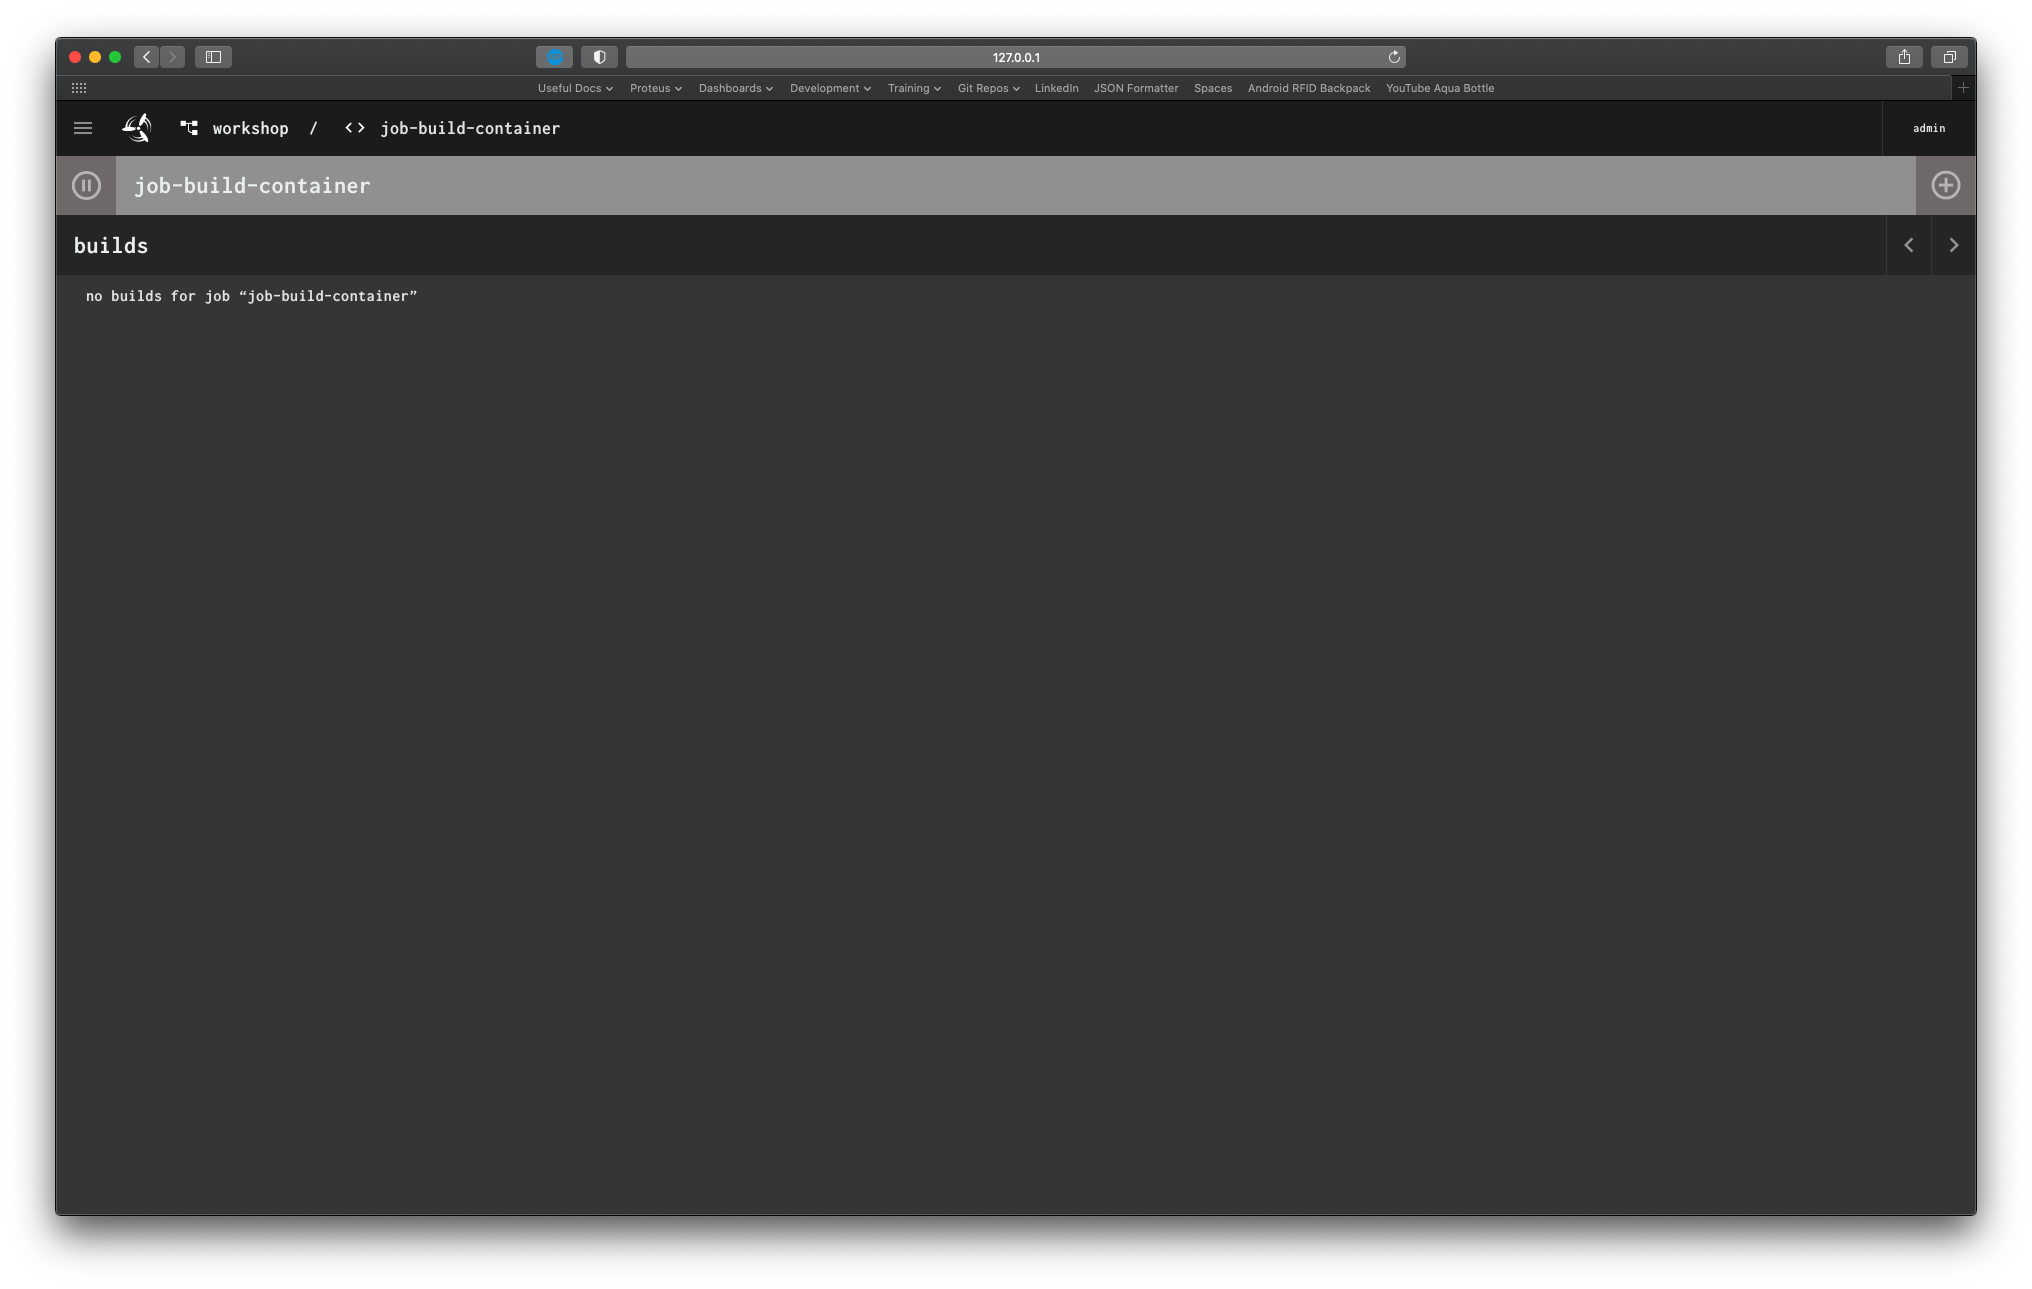 127.0.0.1
Useful Docs Proteus Dashboards Development Training Git Repos LinkedIn JSON Formatter Spaces Android RFID Backpack YouTube Aqua Bottle
workshop / <> job-build-container admin
job-build-container
builds
no builds for job “job-build-container”